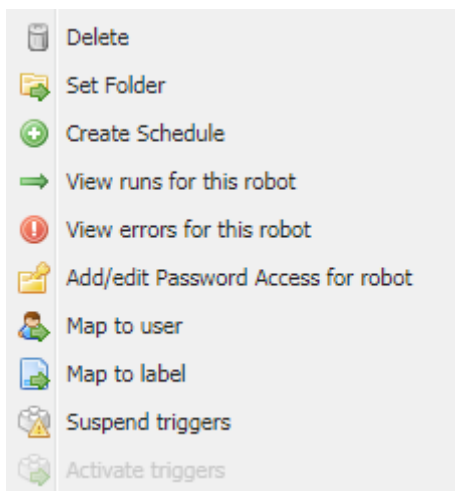 Delete
Set Folder
Create Schedule
View runs for this robot
View errors for this robot
Add/edit Password Access for robot
Map to user
Map to label
Suspend triggers
Activate triggers